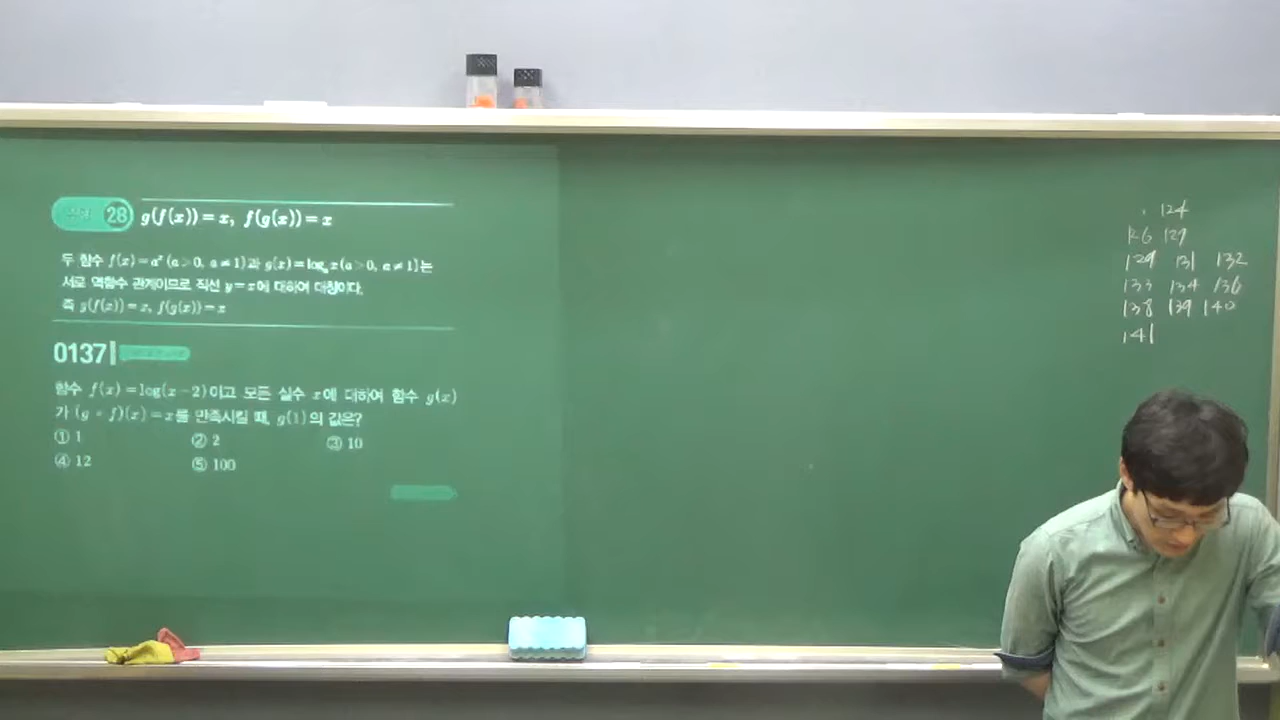 유형 28 g(f(x)) = x, f(g(x)) = x
두 함수 f(x) = aˣ (a > 0, a ≠ 1)과 g(x) = logₐ x (a > 0, a ≠ 1)는
서로 역함수 관계이므로 직선 y = x에 대하여 대칭이다.
즉 g(f(x)) = x, f(g(x)) = x
0137
함수 f(x) = log(x − 2)이고 모든 실수 x에 대하여 함수 g(x)
가 (g ∘ f)(x) = x를 만족시킬 때, g(1)의 값은?
① 1 ② 2 ③ 10
④ 12 ⑤ 100
124
126 127
129 131 132
133 134 136
138 139 140
141